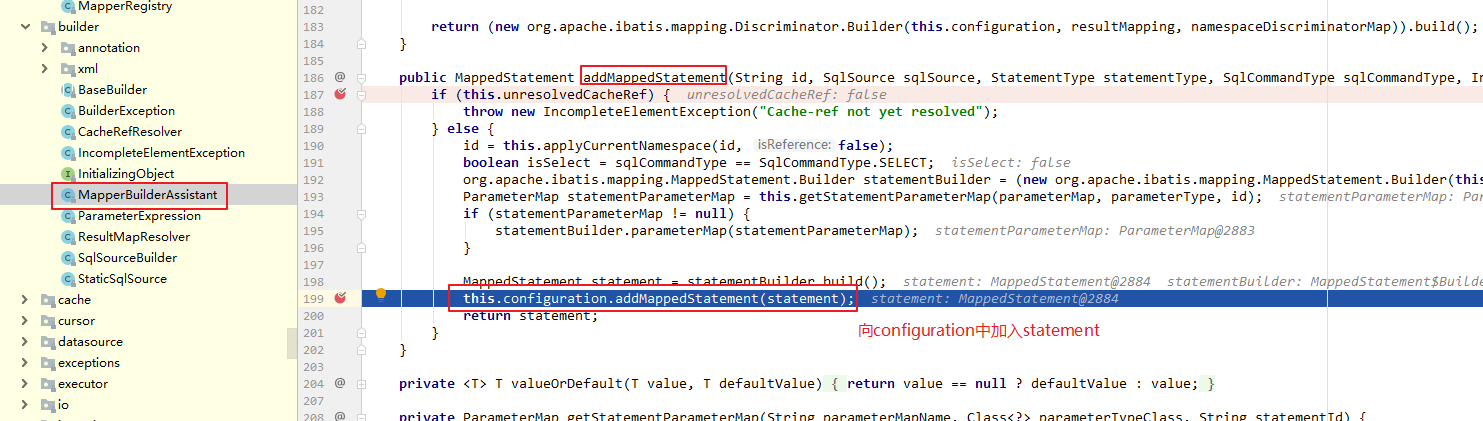 MapperRegistry
builder
annotation
xml
BaseBuilder
BuilderException
CacheRefResolver
IncompleteElementException
InitializingObject
MapperBuilderAssistant
ParameterExpression
ResultMapResolver
SqlSourceBuilder
StaticSqlSource
cache
cursor
datasource
exceptions
executor
io
182
183 return (new org.apache.ibatis.mapping.Discriminator.Builder(this.configuration, resultMapping, namespaceDiscriminatorMap)).build();
184 }
185
186 @ public MappedStatement addMappedStatement(String id, SqlSource sqlSource, StatementType statementType, SqlCommandType sqlCommandType, In
187 if (this.unresolvedCacheRef) { unresolvedCacheRef: false
188 throw new IncompleteElementException("Cache-ref not yet resolved");
189 } else {
190 id = this.applyCurrentNamespace(id, isReference: false);
191 boolean isSelect = sqlCommandType == SqlCommandType.SELECT; isSelect: false
192 org.apache.ibatis.mapping.MappedStatement.Builder statementBuilder = (new org.apache.ibatis.mapping.MappedStatement.Builder(this
193 ParameterMap statementParameterMap = this.getStatementParameterMap(parameterMap, parameterType, id); statementParameterMap: Par
194 if (statementParameterMap != null) {
195 statementBuilder.parameterMap(statementParameterMap); statementParameterMap: ParameterMap@2883
196 }
197
198 MappedStatement statement = statementBuilder.build(); statement: MappedStatement@2884 statementBuilder: MappedStatement$Builde
199 this.configuration.addMappedStatement(statement); statement: MappedStatement@2884
200 return statement;
向configuration中加入statement
201 }
202 }
203
204 @ private <T> T valueOrDefault(T value, T defaultValue) { return value == null ? defaultValue : value; }
207
208 @ private ParameterMap getStatementParameterMap(String parameterMapName, Class<?> parameterTypeClass, String statementId) {